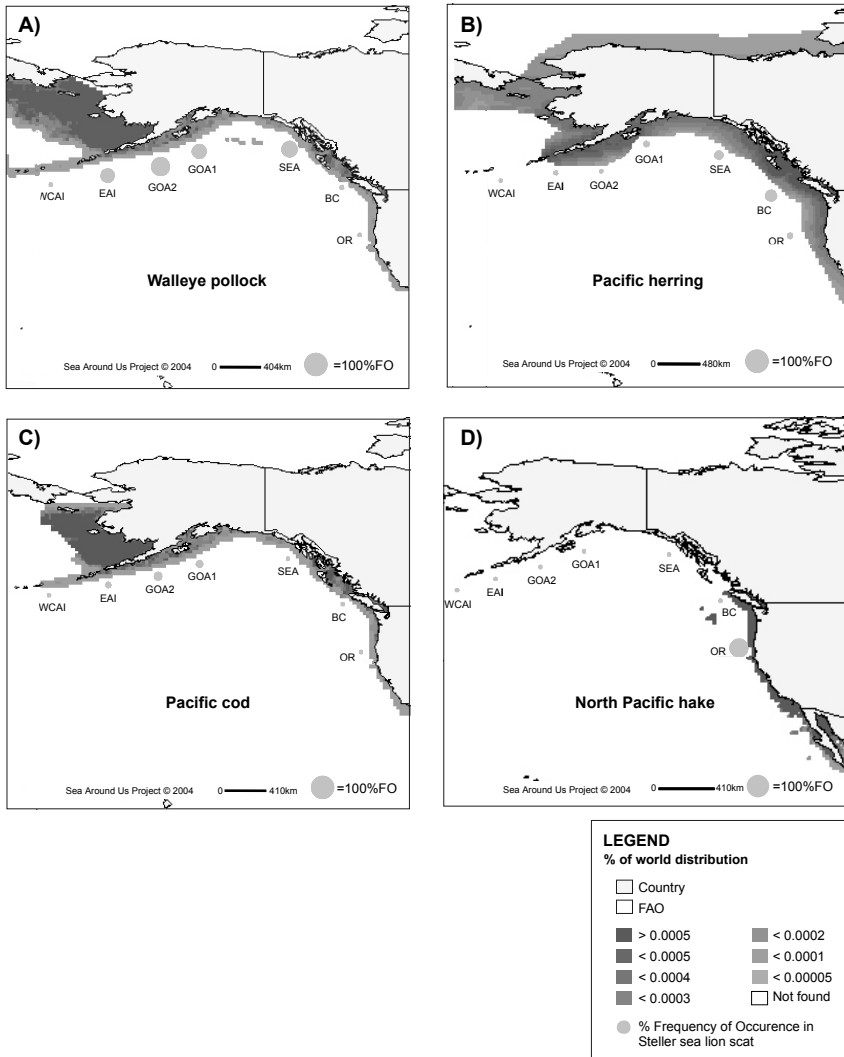 A)
WCAI
EAI
GOA2
GOA1
SEA
BC
OR
Walleye pollock
Sea Around Us Project © 2004
0 404km
=100%FO
B)
WCAI
EAI
GOA2
GOA1
SEA
BC
OR
Pacific herring
Sea Around Us Project © 2004
0 480km
=100%FO
C)
WCAI
EAI
GOA2
GOA1
SEA
BC
OR
Pacific cod
Sea Around Us Project © 2004
0 410km
=100%FO
D)
WCAI
EAI
GOA2
GOA1
SEA
BC
OR
North Pacific hake
Sea Around Us Project © 2004
0 410km
=100%FO
LEGEND
% of world distribution
Country
FAO
> 0.0005
< 0.0005
< 0.0004
< 0.0003
< 0.0002
< 0.0001
< 0.00005
Not found
% Frequency of Occurence in
Steller sea lion scat